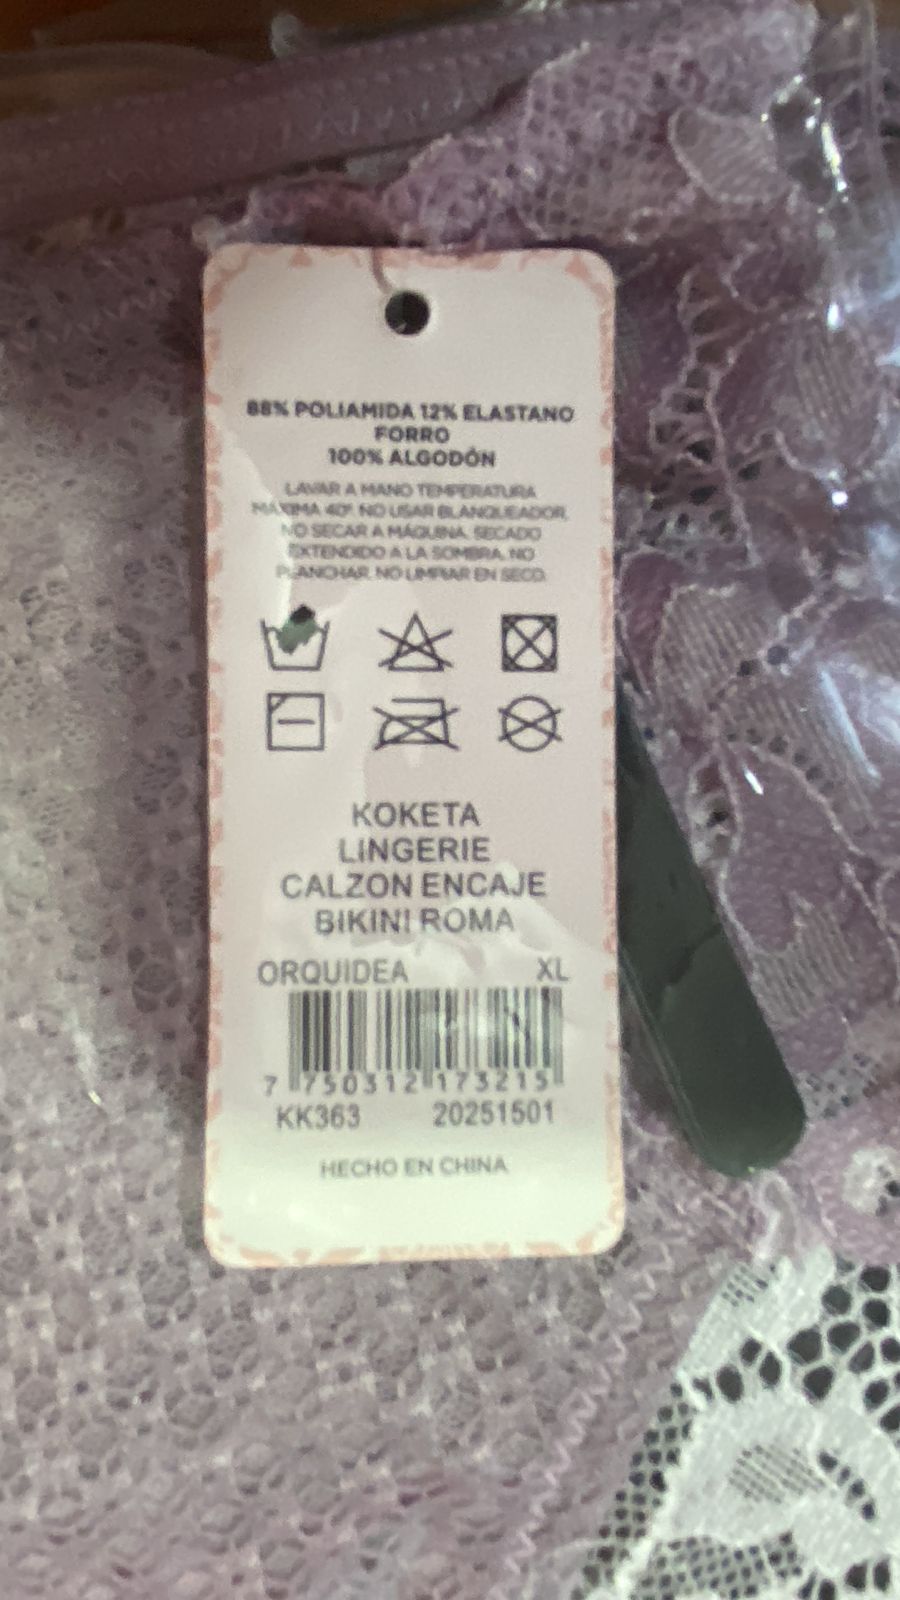 88% POLIAMIDA 12% ELASTANO
FORRO
100% ALGODÓN
LAVAR A MANO TEMPERATURA
MÁXIMA 40°. NO USAR BLANQUEADOR,
NO SECAR A MÁQUINA. SECADO
EXTENDIDO A LA SOMBRA. NO
PLANCHAR. NO LIMPIAR EN SECO.
KOKETA
LINGERIE
CALZON ENCAJE
BIKINI ROMA
ORQUIDEA XL
7 750312 173215
KK363 20251501
HECHO EN CHINA